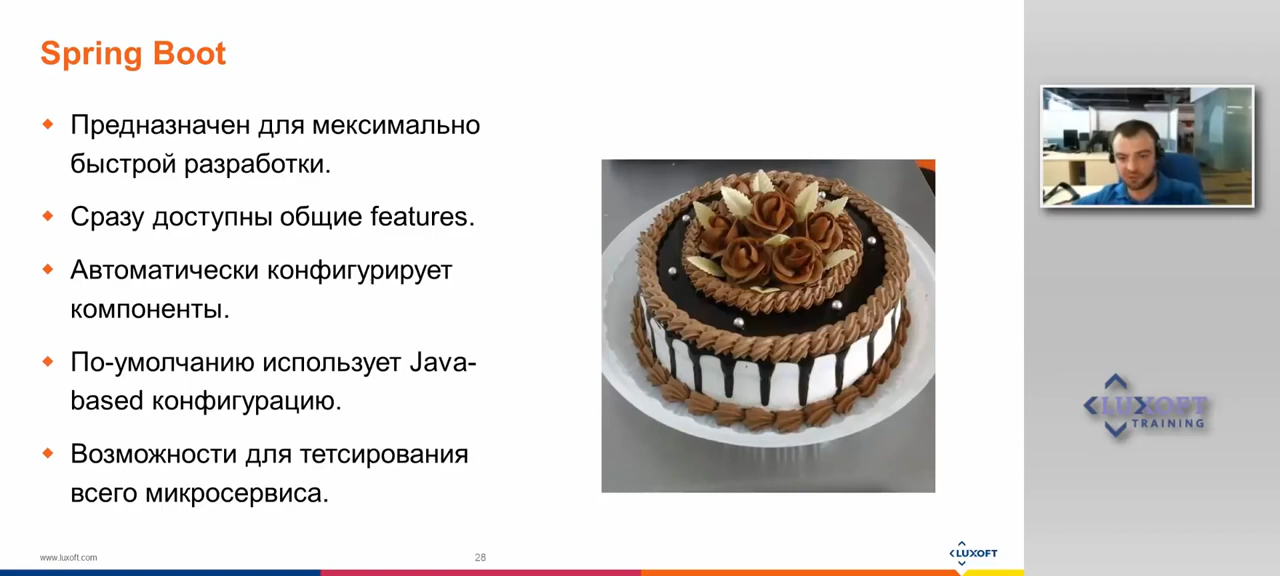 Spring Boot
Предназначен для мексимально
быстрой разработки.
Сразу доступны общие features.
Автоматически конфигурирует
компоненты.
По-умолчанию использует Java-
based конфигурацию.
Возможности для тетсирования
всего микросервиса.
www.luxoft.com
28
LUXOFT
LUXOFT
TRAINING